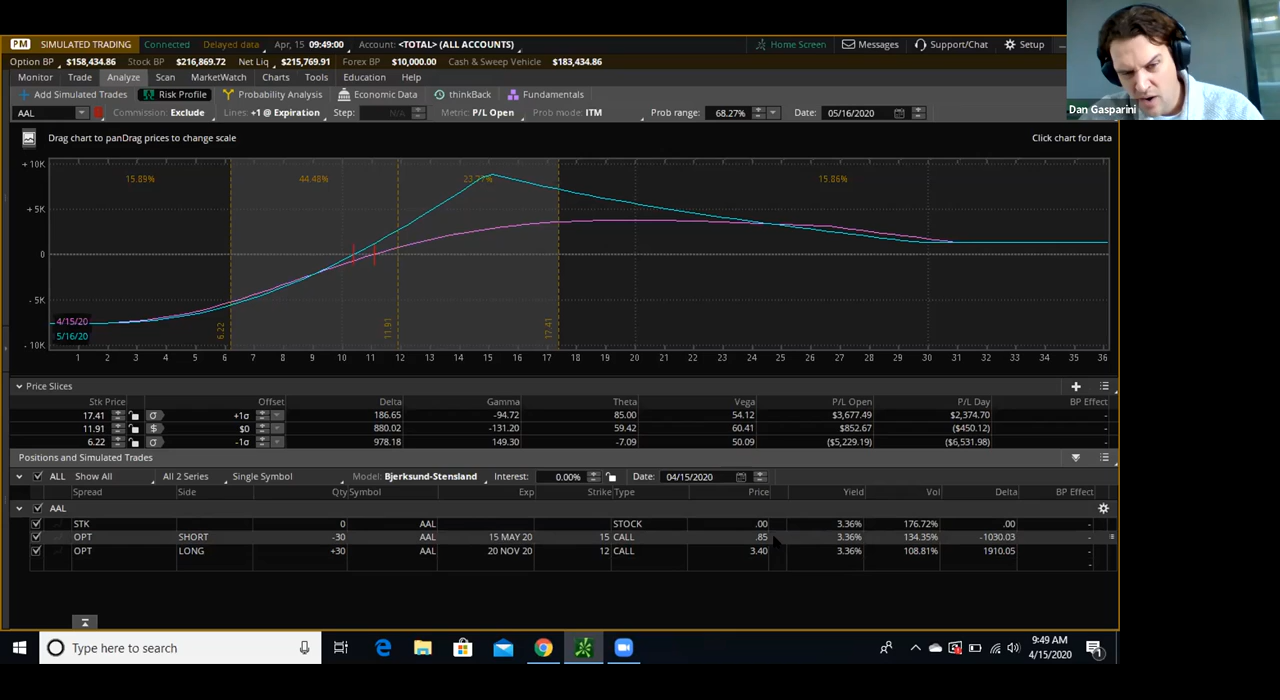 PM SIMULATED TRADING Connected Delayed data Apr, 15 09:49:00 Account: <TOTAL> (ALL ACCOUNTS) Home Screen Messages Support/Chat Setup
Option BP $158,434.86 Stock BP $216,869.72 Net Liq $215,769.91 Forex BP $10,000.00 Cash & Sweep Vehicle $183,434.86
Monitor Trade Analyze Scan MarketWatch Charts Tools Education Help
Add Simulated Trades Risk Profile Probability Analysis Economic Data thinkBack Fundamentals
AAL Commission: Exclude Lines: +1 @ Expiration Step: N/A Metric: P/L Open Prob mode: ITM Prob range: 68.27% Date: 05/16/2020
Dan Gasparini
Drag chart to panDrag prices to change scale Click chart for data
+10K
15.89% 44.48% 23.77% 15.86%
+5K
0
-5K
4/15/20
5/16/20
6.22 11.91 17.41
-10K
1 2 3 4 5 6 7 8 9 10 11 12 13 14 15 16 17 18 19 20 21 22 23 24 25 26 27 28 29 30 31 32 33 34 35 36
Price Slices
Stk Price Offset Delta Gamma Theta Vega P/L Open P/L Day BP Effect
17.41 σ +1σ 186.65 -94.72 85.00 54.12 $3,677.49 $2,374.70 -
11.91 $ $0 880.02 -131.20 59.42 60.41 $852.67 ($450.12) -
6.22 σ -1σ 978.18 149.30 -7.09 50.09 ($5,229.19) ($6,531.98) -
Positions and Simulated Trades
ALL Show All All 2 Series Single Symbol Model: Bjerksund-Stensland Interest: 0.00% Date: 04/15/2020
Spread Side Qty Symbol Exp Strike Type Price Yield Vol Delta BP Effect
AAL
STK 0 AAL STOCK .00 3.36% 176.72% .00 -
OPT SHORT -30 AAL 15 MAY 20 15 CALL .85 3.36% 134.35% -1030.03 -
OPT LONG +30 AAL 20 NOV 20 12 CALL 3.40 3.36% 108.81% 1910.05 -
-
Type here to search
9:49 AM
4/15/2020
1